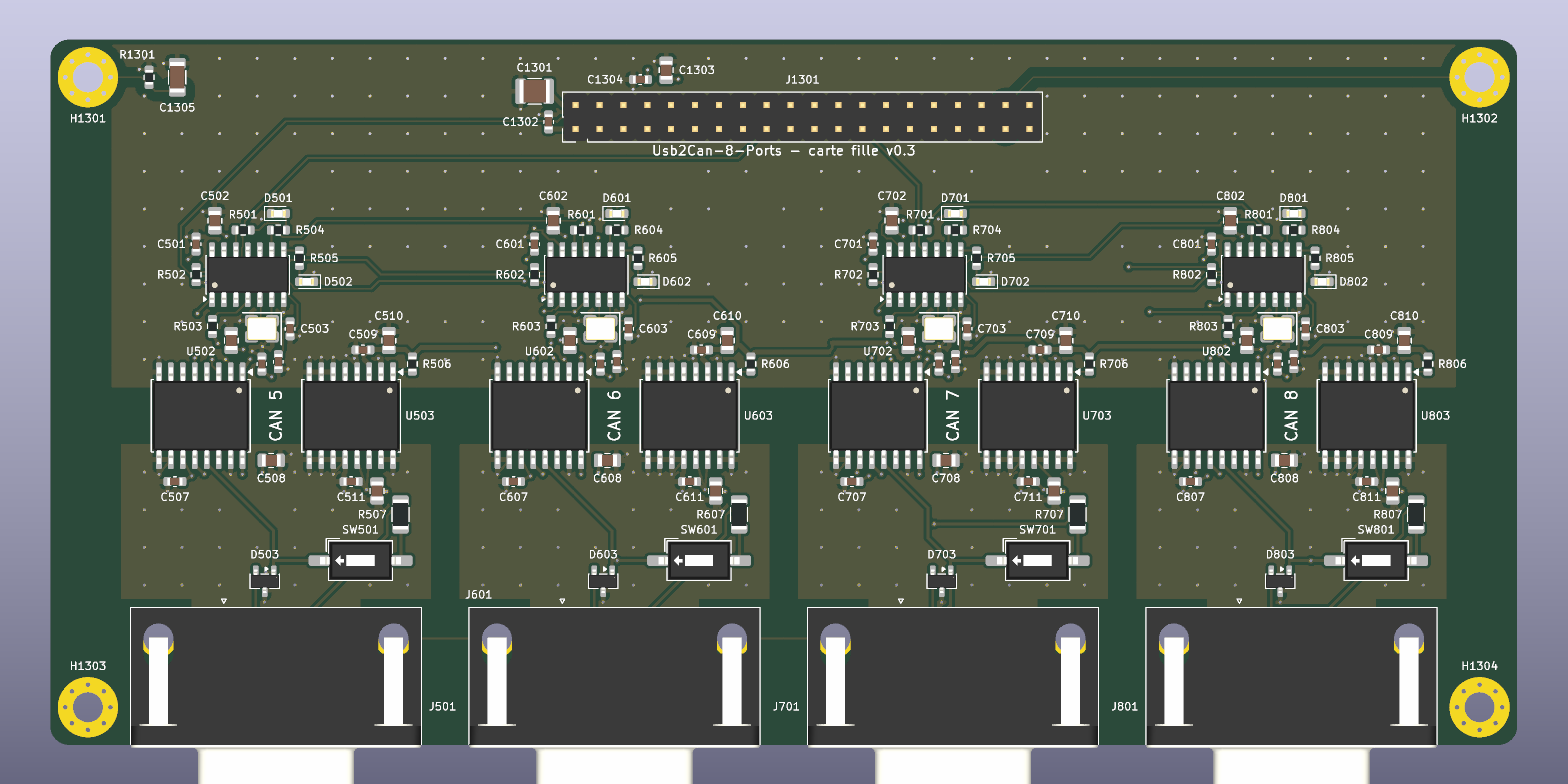 R1301
C1305
H1301
C1301
C1304
C1303
J1301
C1302
H1302
Usb2Can-8-Ports - carte fille v0.3
C502
D501
R501
R504
C501
R505
R502
D502
R503
C503
C510
C509
U502
R506
CAN 5
U503
C508
C507
C511
R507
SW501
D503
C602
D601
R601
R604
C601
R605
R602
D602
R603
C603
C610
C609
U602
R606
CAN 6
U603
C608
C607
C611
R607
SW601
D603
C702
D701
R701
R704
C701
R705
R702
D702
R703
C703
C710
C709
U702
R706
CAN 7
U703
C708
C707
C711
R707
SW701
D703
C802
D801
R801
R804
C801
R805
R802
D802
R803
C803
C810
C809
U802
R806
CAN 8
U803
C808
C807
C811
R807
SW801
D803
J601
H1303
J501
J701
J801
H1304